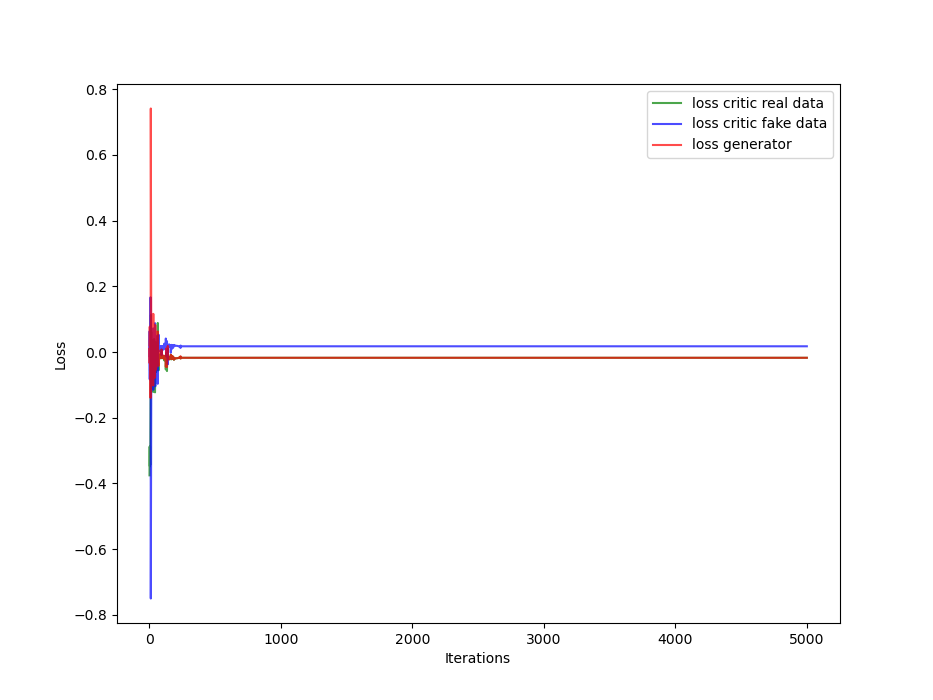 loss critic real data
loss critic fake data
loss generator
0.8
0.6
0.4
0.2
0.0
−0.2
−0.4
−0.6
−0.8
Loss
0 1000 2000 3000 4000 5000
Iterations